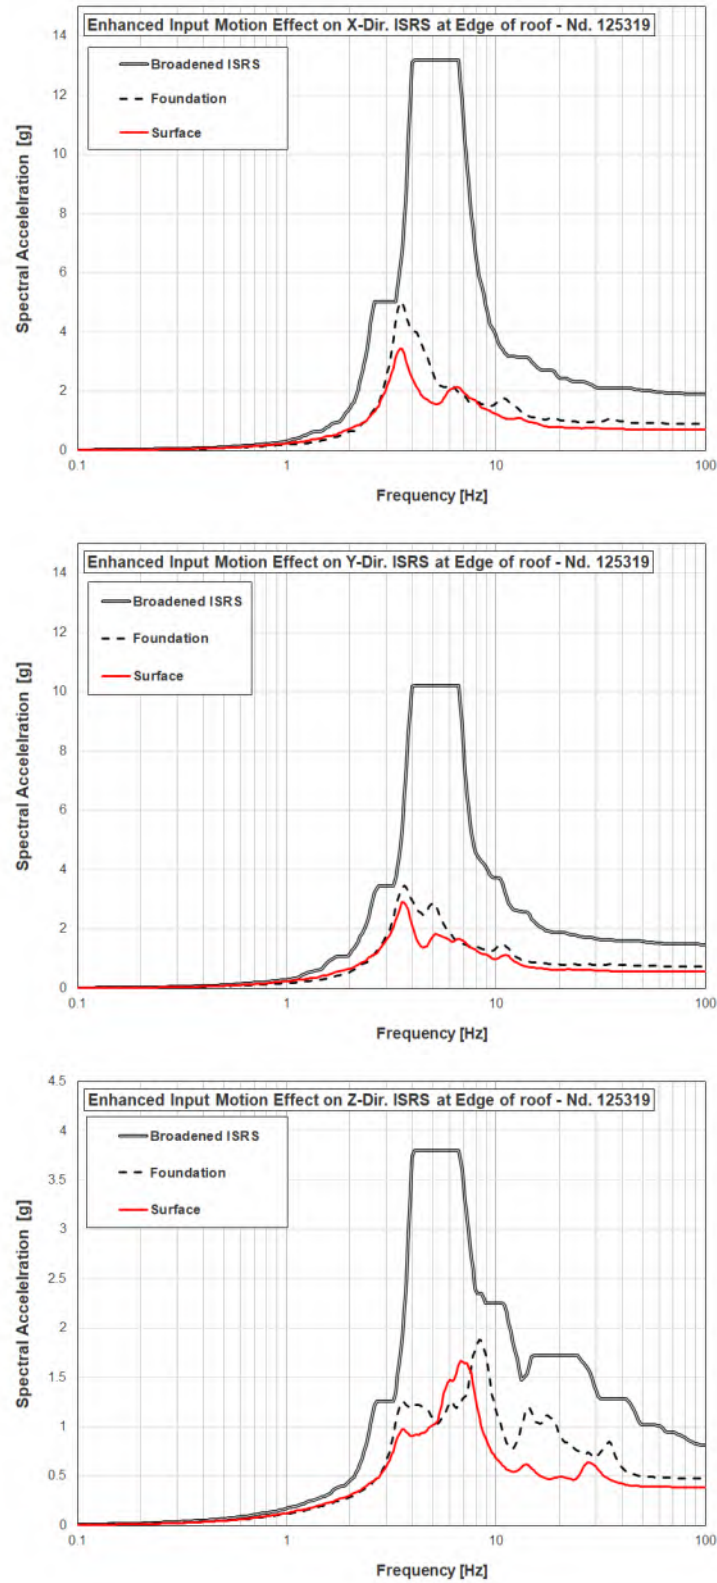 Enhanced Input Motion Effect on X-Dir. ISRS at Edge of roof - Nd. 125319
Broadened ISRS
Foundation
Surface
Spectral Accelelration [g]
14
12
10
8
6
4
2
0
0.1 1 10 100
Frequency [Hz]
Enhanced Input Motion Effect on Y-Dir. ISRS at Edge of roof - Nd. 125319
Broadened ISRS
Foundation
Surface
Spectral Accelelration [g]
14
12
10
8
6
4
2
0
0.1 1 10 100
Frequency [Hz]
Enhanced Input Motion Effect on Z-Dir. ISRS at Edge of roof - Nd. 125319
Broadened ISRS
Foundation
Surface
Spectral Accelelration [g]
4.5
4
3.5
3
2.5
2
1.5
1
0.5
0
0.1 1 10 100
Frequency [Hz]